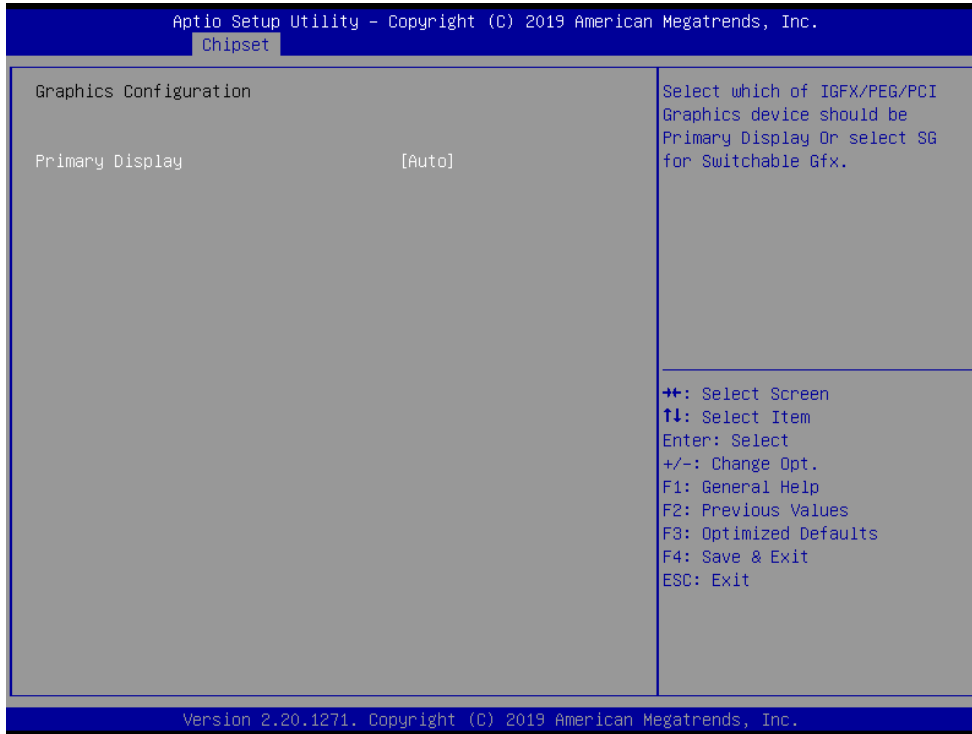 Aptio Setup Utility – Copyright (C) 2019 American Megatrends, Inc.
Chipset
Graphics Configuration
Primary Display [Auto]
Select which of IGFX/PEG/PCI
Graphics device should be
Primary Display Or select SG
for Switchable Gfx.
→←: Select Screen
↑↓: Select Item
Enter: Select
+/-: Change Opt.
F1: General Help
F2: Previous Values
F3: Optimized Defaults
F4: Save & Exit
ESC: Exit
Version 2.20.1271. Copyright (C) 2019 American Megatrends, Inc.